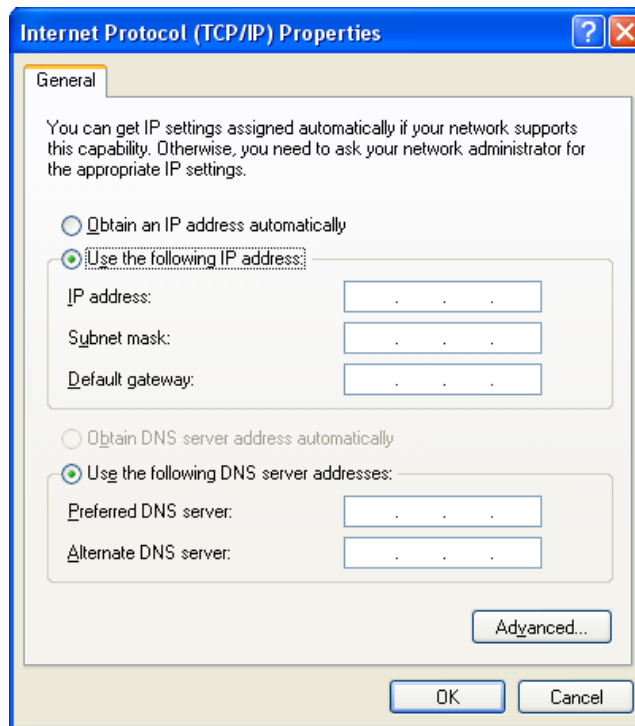 Internet Protocol (TCP/IP) Properties
General
You can get IP settings assigned automatically if your network supports
this capability. Otherwise, you need to ask your network administrator for
the appropriate IP settings.
Obtain an IP address automatically
Use the following IP address:
IP address:
Subnet mask:
Default gateway:
Obtain DNS server address automatically
Use the following DNS server addresses:
Preferred DNS server:
Alternate DNS server:
Advanced...
OK Cancel